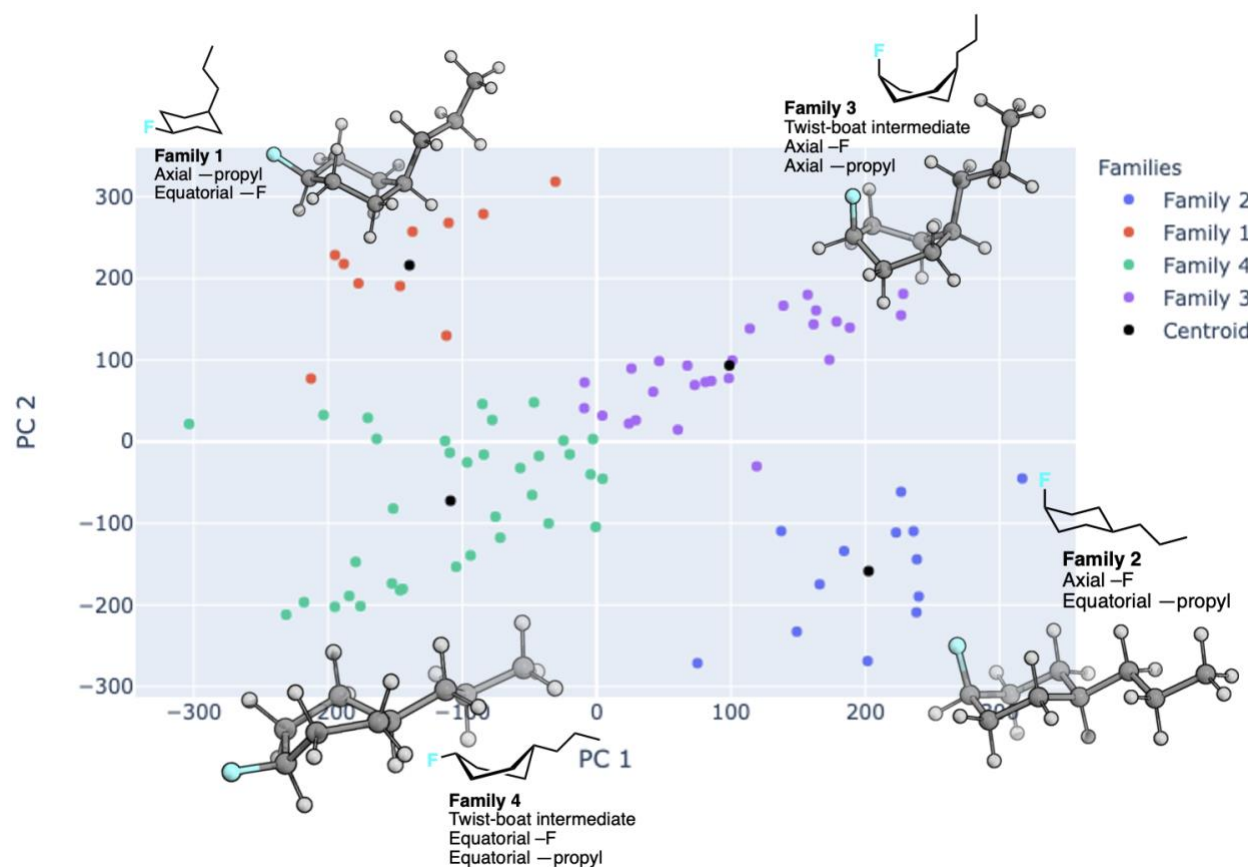 F
Family 1
Axial —propyl
Equatorial —F
F
Family 3
Twist-boat intermediate
Axial –F
Axial —propyl
Families
Family 2
Family 1
Family 4
Family 3
Centroid
PC 2
300
200
100
0
−100
−200
−300
−300
200
−100
0
100
200
300
PC 1
F
Family 2
Axial –F
Equatorial —propyl
F
Family 4
Twist-boat intermediate
Equatorial –F
Equatorial —propyl